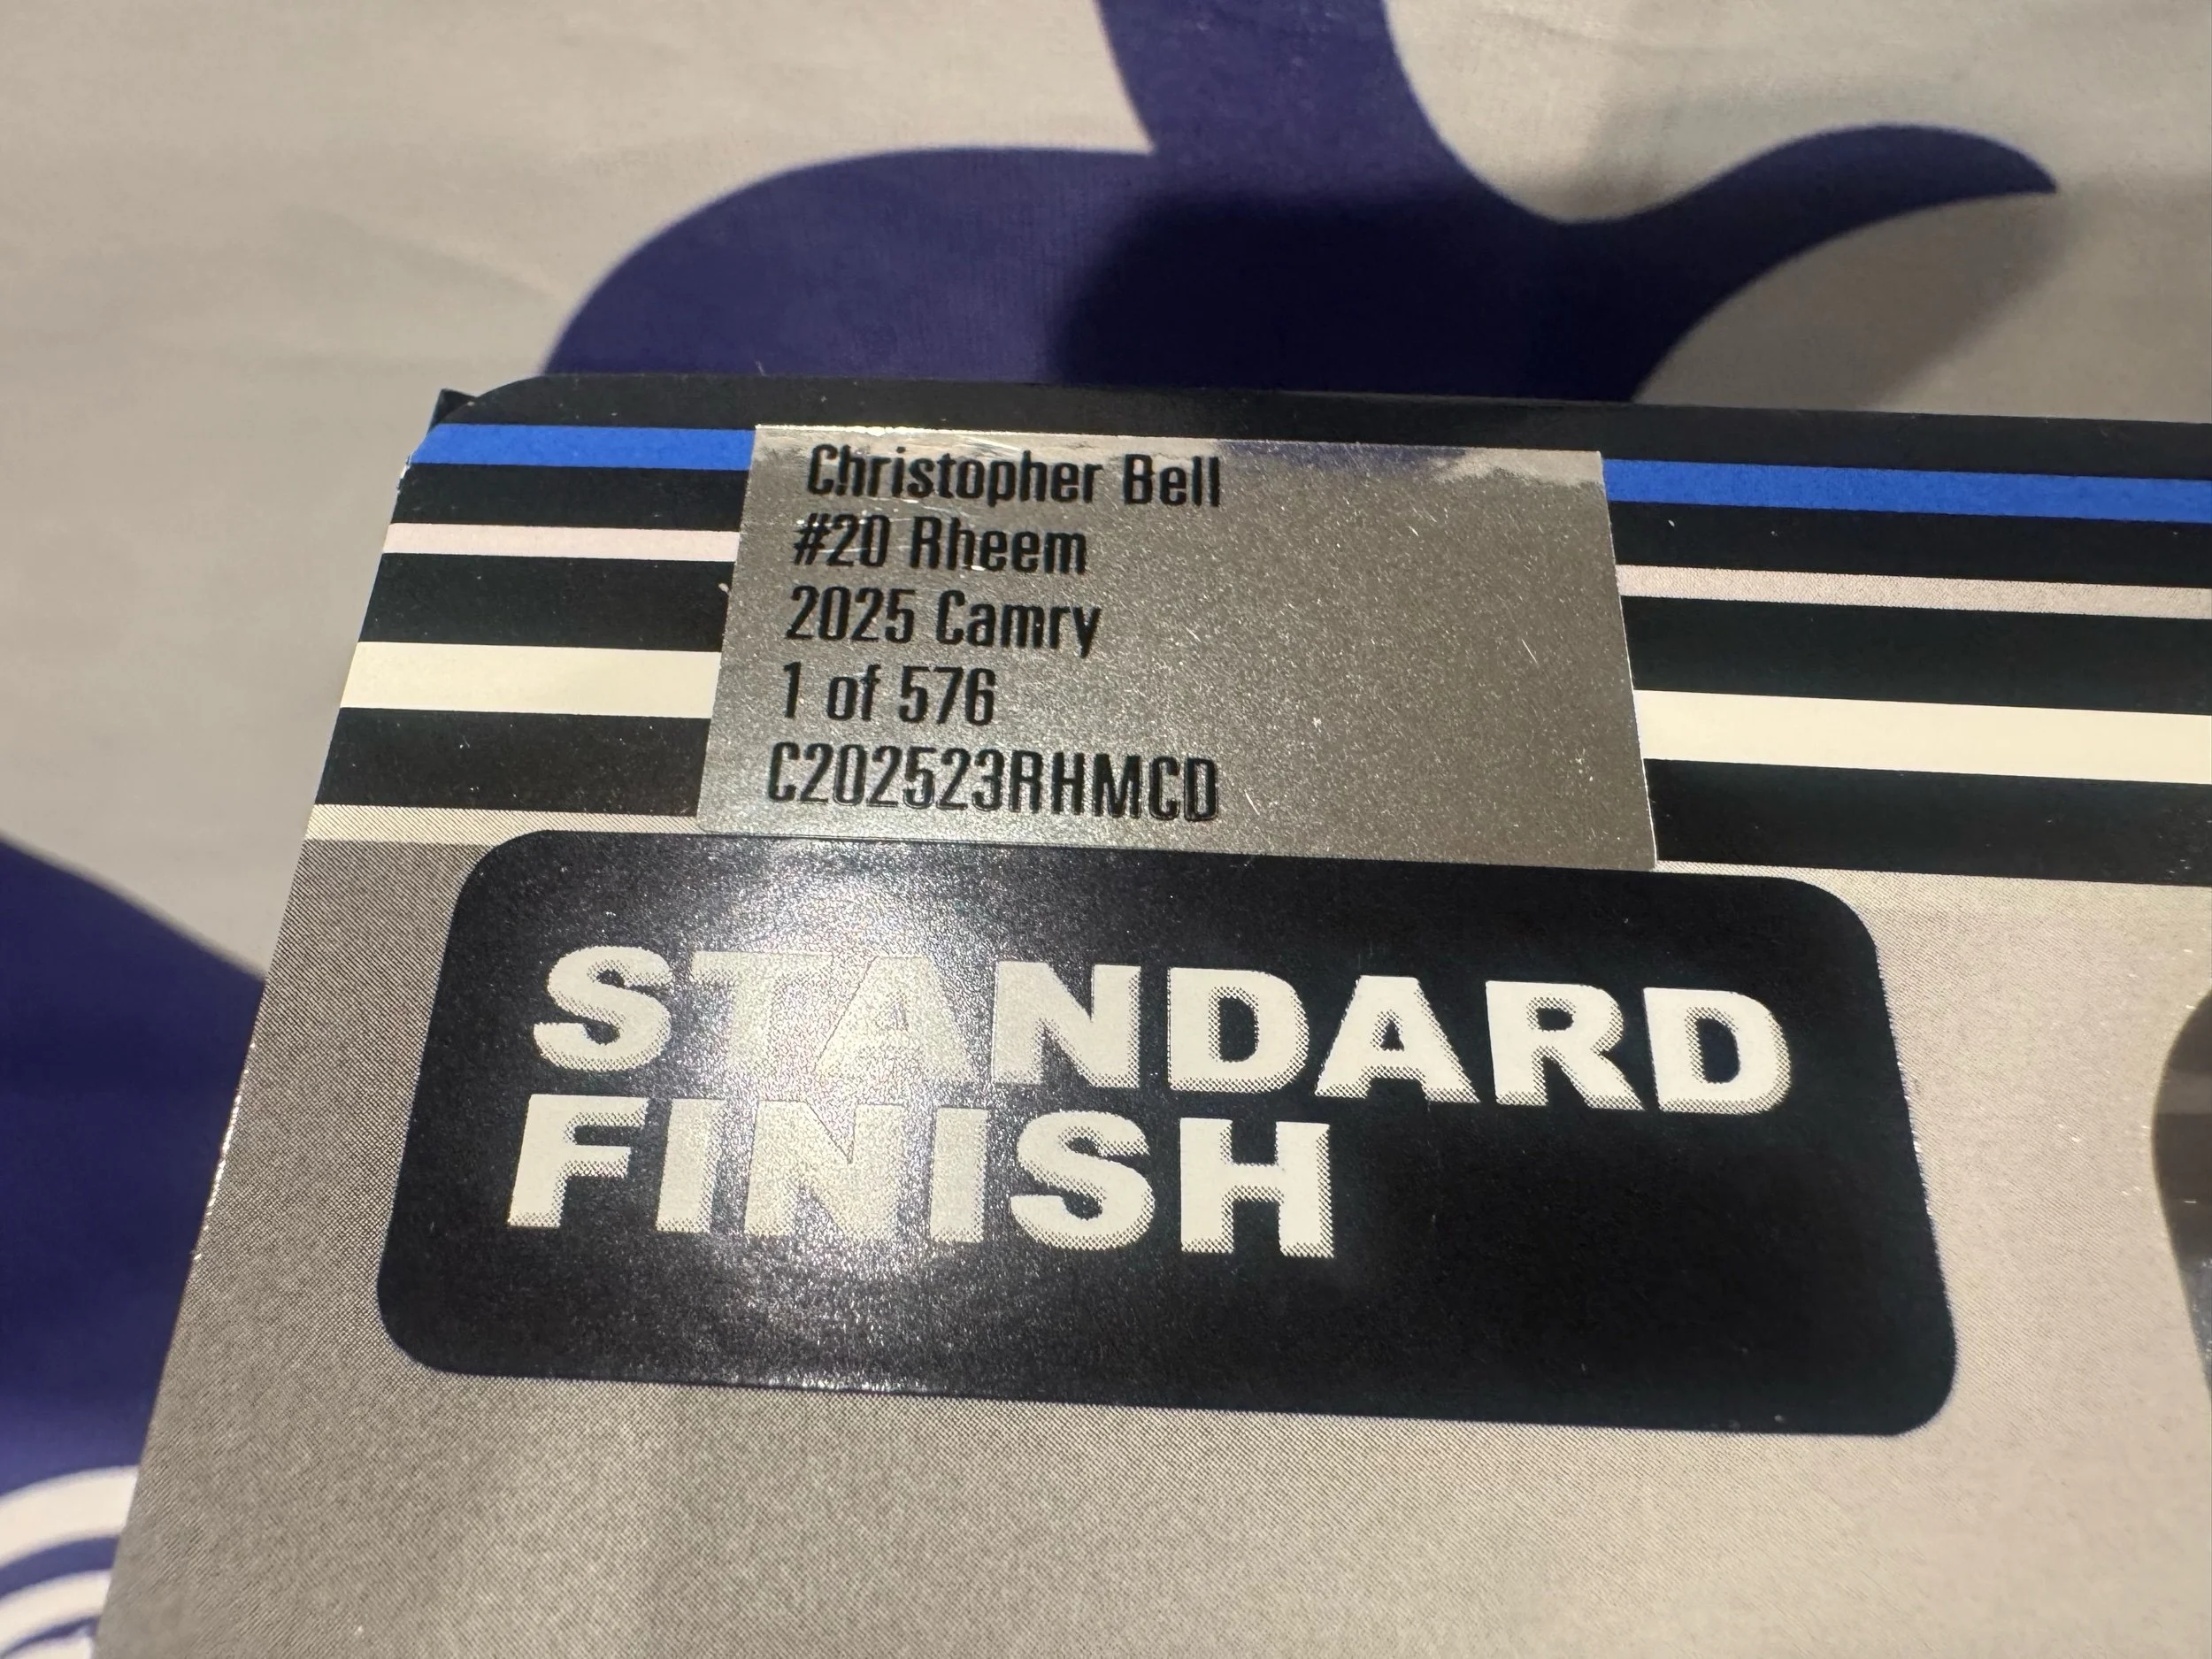 Christopher Bell
#20 Rheem
2025 Camry
1 of 576
C202523RHMCD
STANDARD
FINISH